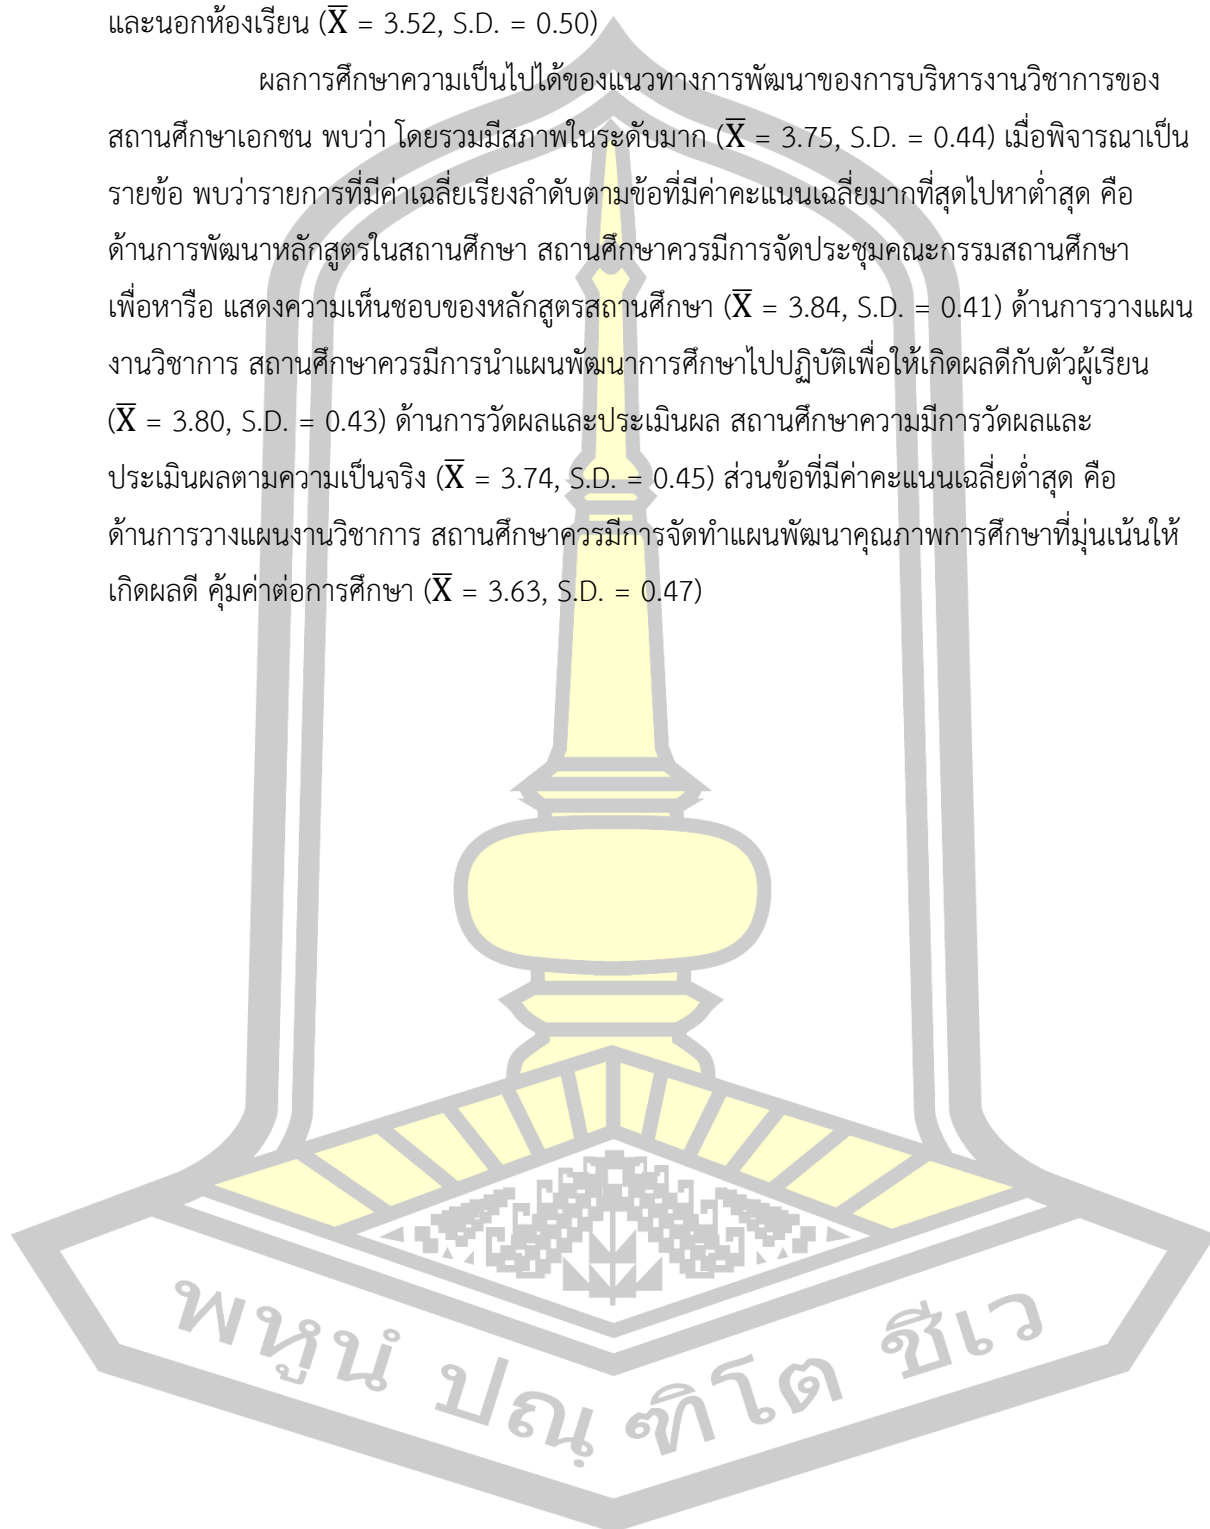 และนอกห้องเรียน (X̅ = 3.52, S.D. = 0.50)
ผลการศึกษาความเป็นไปได้ของแนวทางการพัฒนาของการบริหารงานวิชาการของ
สถานศึกษาเอกชน พบว่า โดยรวมมีสภาพในระดับมาก (X̅ = 3.75, S.D. = 0.44) เมื่อพิจารณาเป็น
รายข้อ พบว่ารายการที่มีค่าเฉลี่ยเรียงลำดับตามข้อที่มีค่าคะแนนเฉลี่ยมากที่สุดไปหาต่ำสุด คือ
ด้านการพัฒนาหลักสูตรในสถานศึกษา สถานศึกษาควรมีการจัดประชุมคณะกรรมสถานศึกษา
เพื่อหารือ แสดงความเห็นชอบของหลักสูตรสถานศึกษา (X̅ = 3.84, S.D. = 0.41) ด้านการวางแผน
งานวิชาการ สถานศึกษาควรมีการนำแผนพัฒนาการศึกษาไปปฏิบัติเพื่อให้เกิดผลดีกับตัวผู้เรียน
(X̅ = 3.80, S.D. = 0.43) ด้านการวัดผลและประเมินผล สถานศึกษาความมีการวัดผลและ
ประเมินผลตามความเป็นจริง (X̅ = 3.74, S.D. = 0.45) ส่วนข้อที่มีค่าคะแนนเฉลี่ยต่ำสุด คือ
ด้านการวางแผนงานวิชาการ สถานศึกษาควรมีการจัดทำแผนพัฒนาคุณภาพการศึกษาที่มุ่นเน้นให้
เกิดผลดี คุ้มค่าต่อการศึกษา (X̅ = 3.63, S.D. = 0.47)
พหูนํ ปณฺฑิโต ชีเว